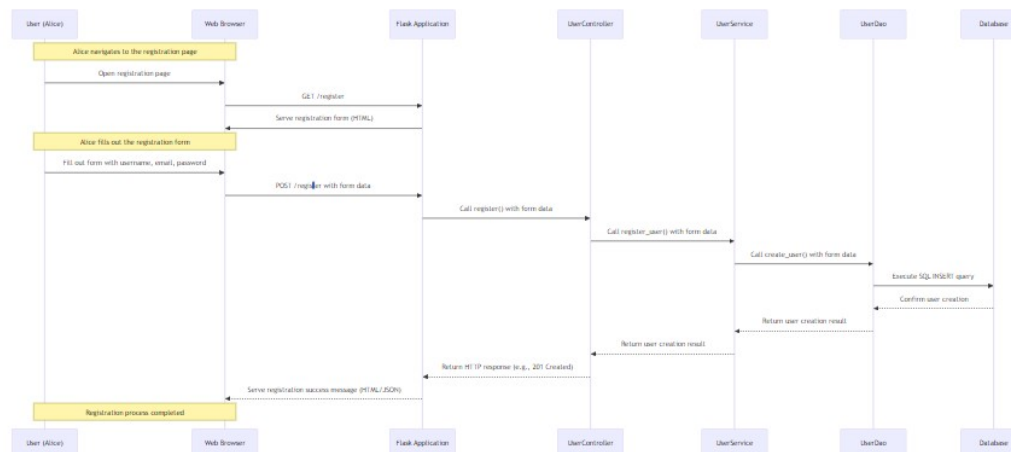 User (Alice) Web Browser Flask Application UserController UserService UserDao Database
Alice navigates to the registration page
Open registration page
GET /register
Serve registration form (HTML)
Alice fills out the registration form
Fill out form with username, email, password
POST /register with form data
Call register() with form data
Call register_user() with form data
Call create_user() with form data
Execute SQL INSERT query
Confirm user creation
Return user creation result
Return user creation result
Return HTTP response (e.g., 201 Created)
Serve registration success message (HTML/JSON)
Registration process completed
User (Alice) Web Browser Flask Application UserController UserService UserDao Database